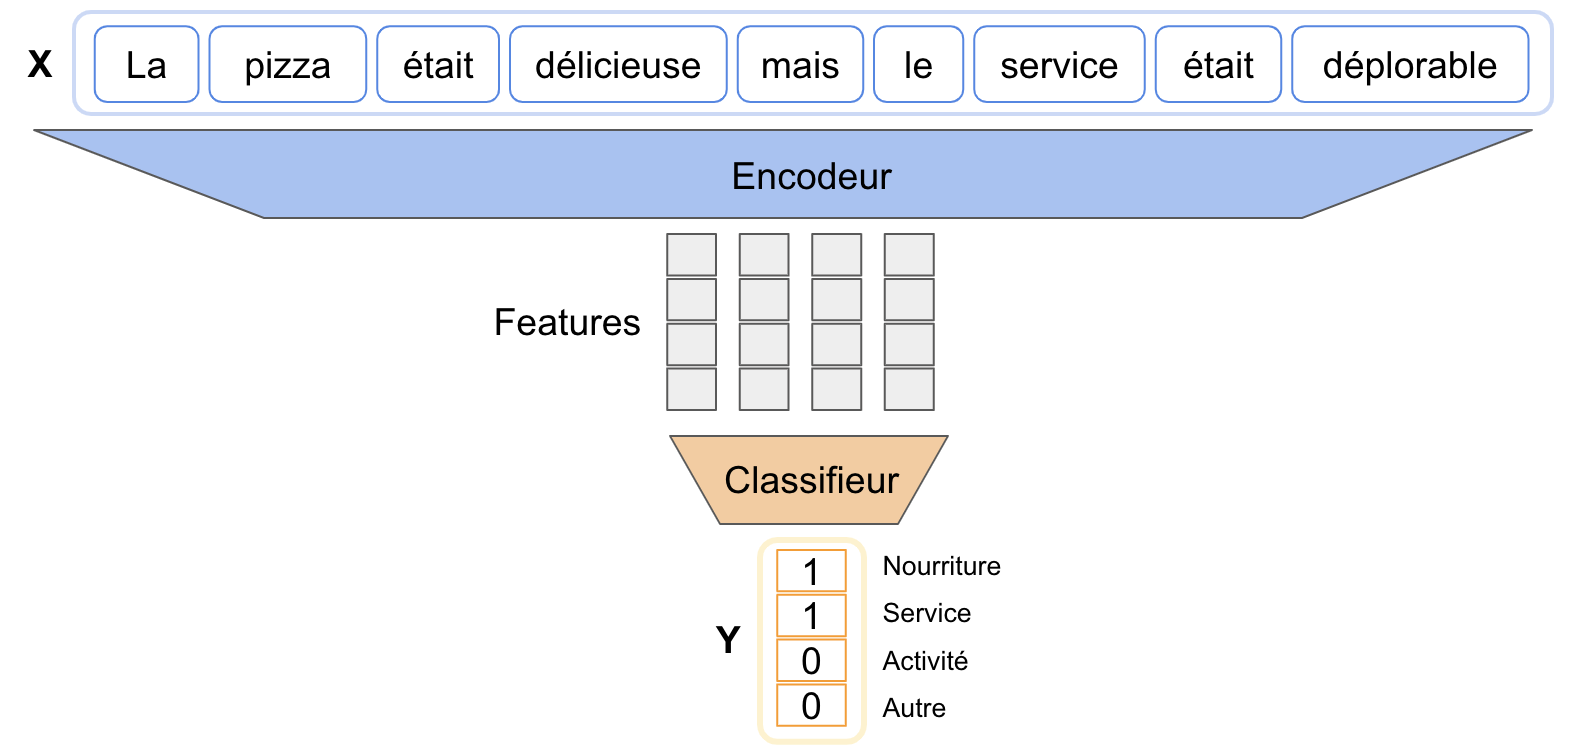 X La pizza était délicieuse mais le service était déplorable
Encodeur
Features
Classifieur
Y
1 Nourriture
1 Service
0 Activité
0 Autre